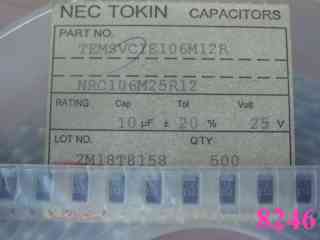 NEC TOKIN CAPACITORS
PART NO.
TEMSVC1E106M12R
NRC106M25R12
RATING Cap Tol Volt
10 µF ± 20 % 25 V
LOT NO. QTY
2M18T8158 500
8246